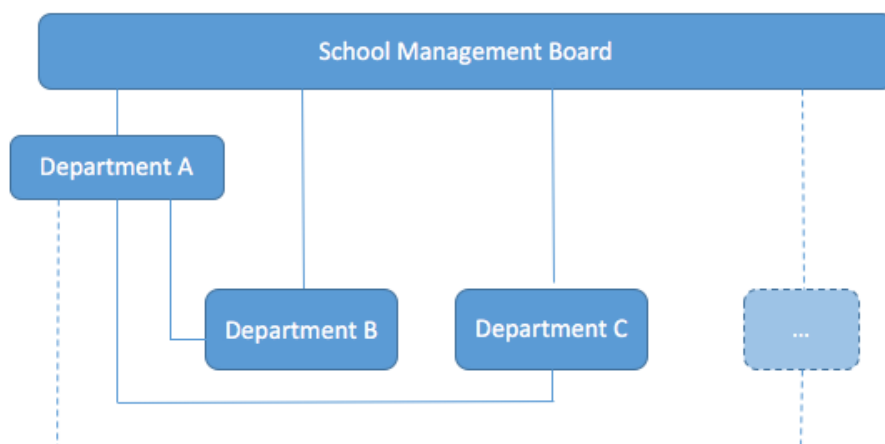 School Management Board
Department A
Department B
Department C
...